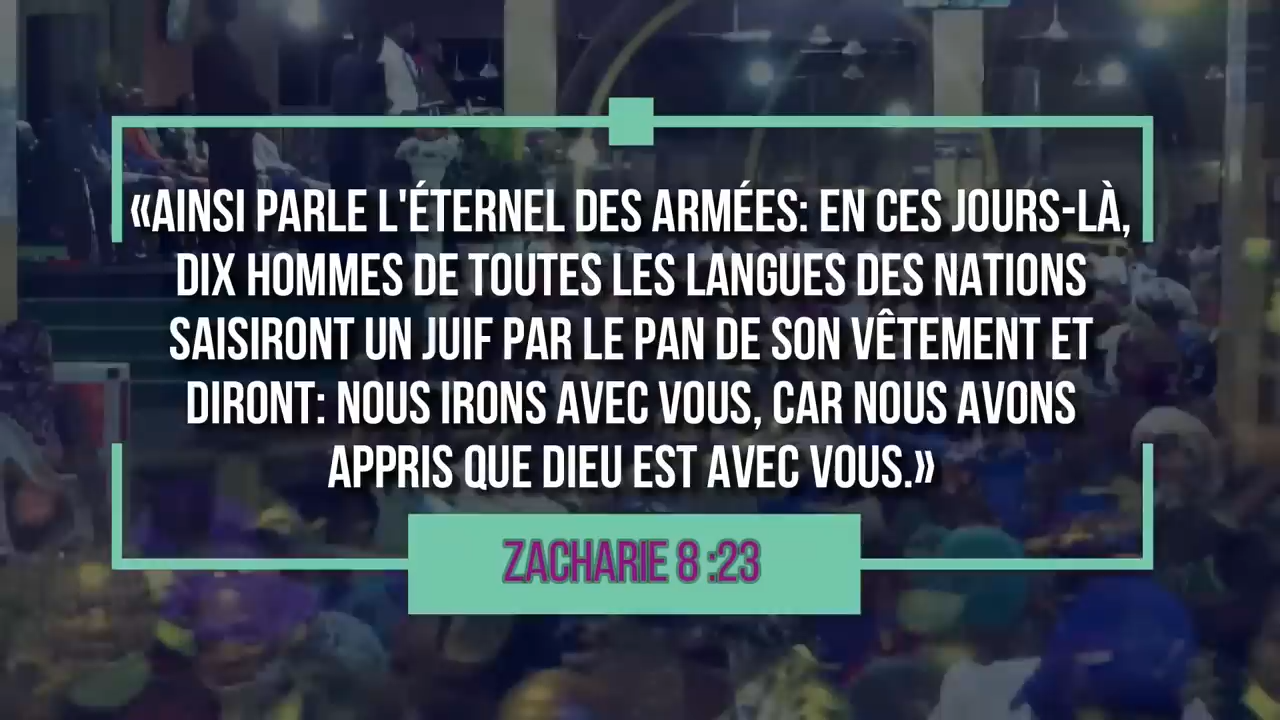 «AINSI PARLE L'ÉTERNEL DES ARMÉES: EN CES JOURS-LÀ,
DIX HOMMES DE TOUTES LES LANGUES DES NATIONS
SAISIRONT UN JUIF PAR LE PAN DE SON VÊTEMENT ET
DIRONT: NOUS IRONS AVEC VOUS, CAR NOUS AVONS
APPRIS QUE DIEU EST AVEC VOUS.»
ZACHARIE 8 :23